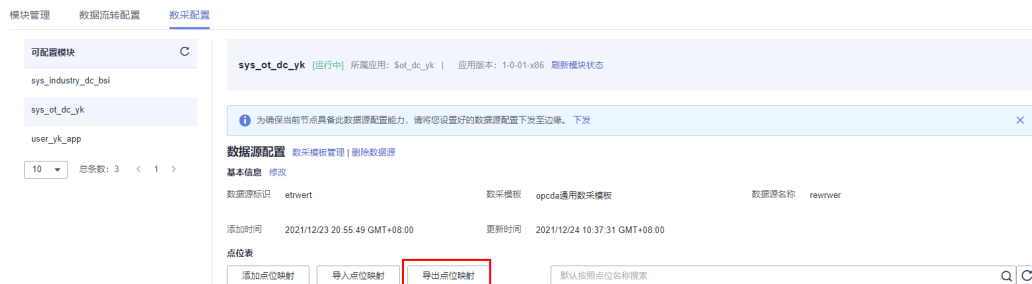 模块管理 数据流转配置 数采配置
可配置模块
sys_industry_dc_bsi
sys_ot_dc_yk
user_yk_app
10 总条数: 3 < 1 >
sys_ot_dc_yk [运行中] 所属应用: $ot_dc_yk | 应用版本: 1-0-01-x86 刷新模块状态
为确保当前节点具备此数据源配置能力, 请将您设置好的数据源配置下发至边缘。 下发
数据源配置 数采模板管理 | 删除数据源
基本信息 修改
数据源标识 etrwert 数采模板 opcda通用数采模板 数据源名称 rewrwer
添加时间 2021/12/23 20:55:49 GMT+08:00 更新时间 2021/12/24 10:37:31 GMT+08:00
点位表
添加点位映射 导入点位映射 导出点位映射 默认按照点位名称搜索